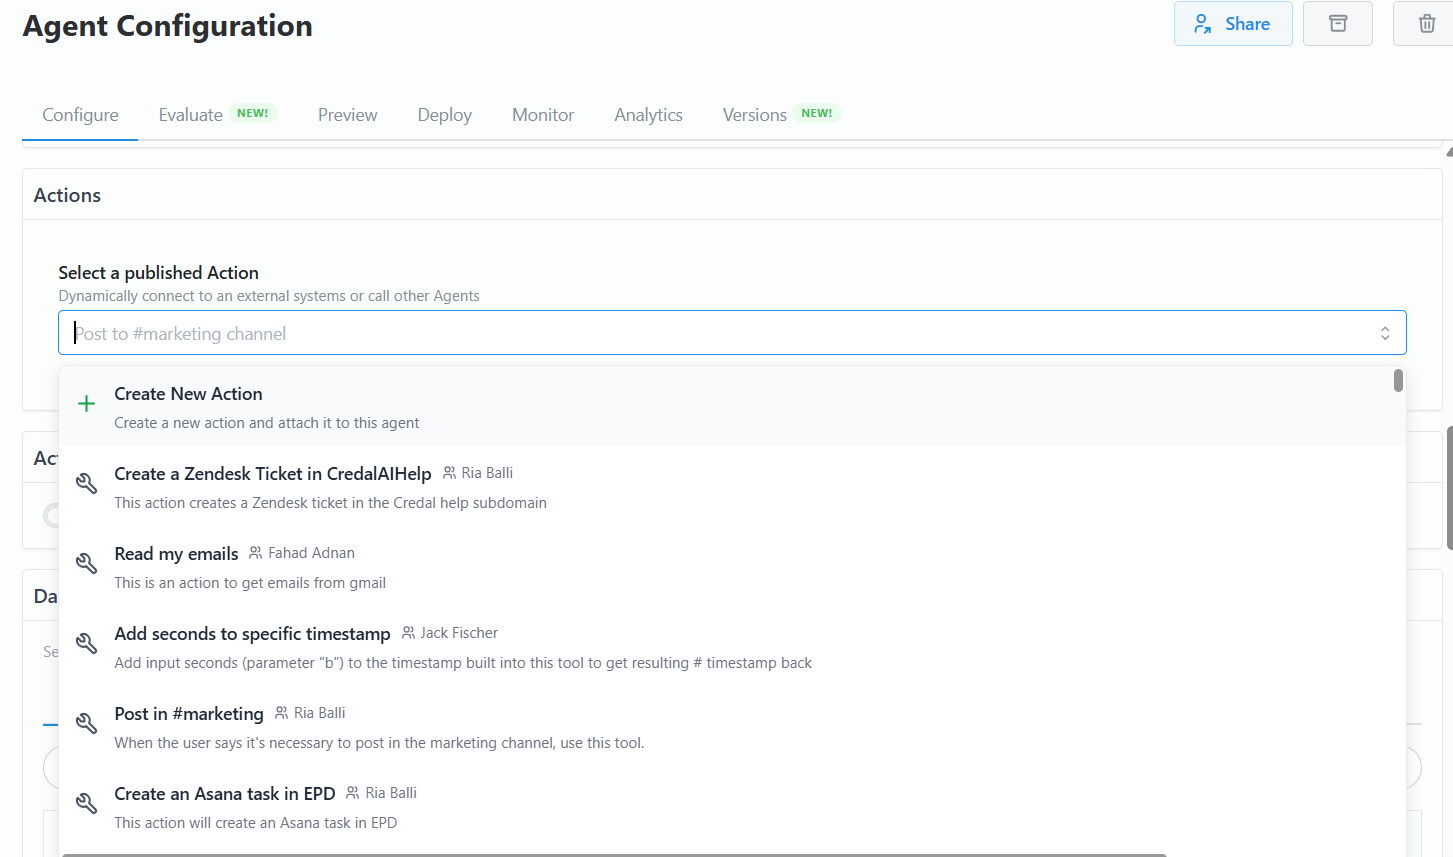 Agent Configuration
Share
Configure
Evaluate NEW!
Preview
Deploy
Monitor
Analytics
Versions NEW!
Actions
Select a published Action
Dynamically connect to an external systems or call other Agents
Post to #marketing channel
Create New Action
Create a new action and attach it to this agent
Create a Zendesk Ticket in CredalAIHelp Ria Balli
This action creates a Zendesk ticket in the Credal help subdomain
Read my emails Fahad Adnan
This is an action to get emails from gmail
Add seconds to specific timestamp Jack Fischer
Add input seconds (parameter "b") to the timestamp built into this tool to get resulting # timestamp back
Post in #marketing Ria Balli
When the user says it's necessary to post in the marketing channel, use this tool.
Create an Asana task in EPD Ria Balli
This action will create an Asana task in EPD